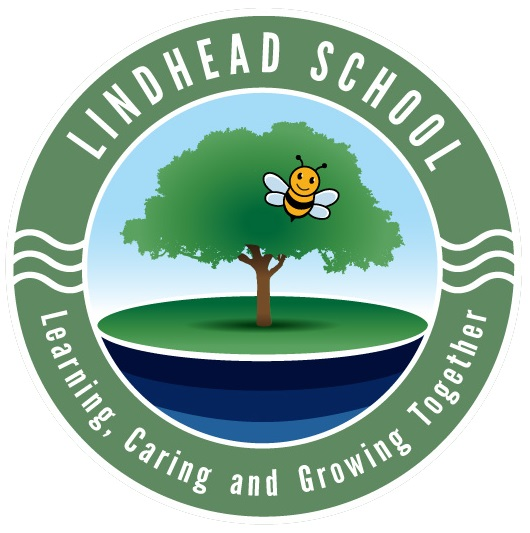 LINDHEAD SCHOOL
Learning, Caring and Growing Together